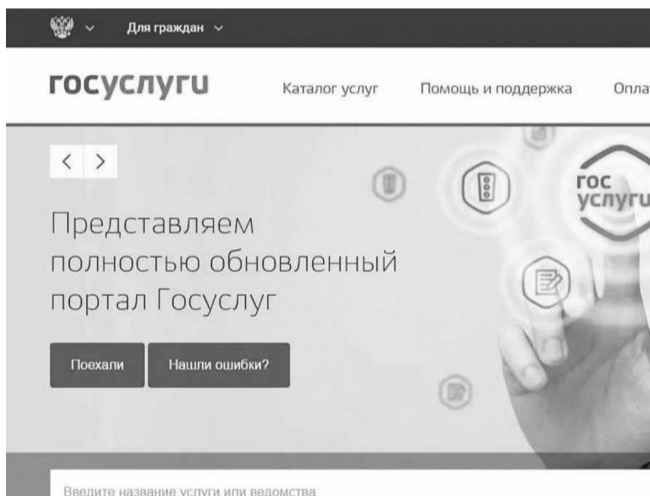 Для граждан
госуслуги
Каталог услуг
Помощь и поддержка
Опла
Представляем
полностью обновленный
портал Госуслуг
гос
услуги
Поехали
Нашли ошибки?
Введите название услуги или ведомства